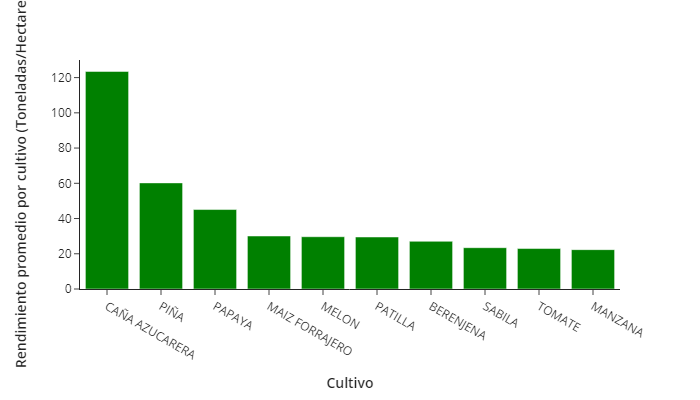 Rendimiento promedio por cultivo (Toneladas/Hectare
120
100
80
60
40
20
0
CAÑA AZUCARERA
PIÑA
PAPAYA
MAIZ FORRAJERO
MELON
PATILLA
BERENJENA
SABILA
TOMATE
MANZANA
Cultivo